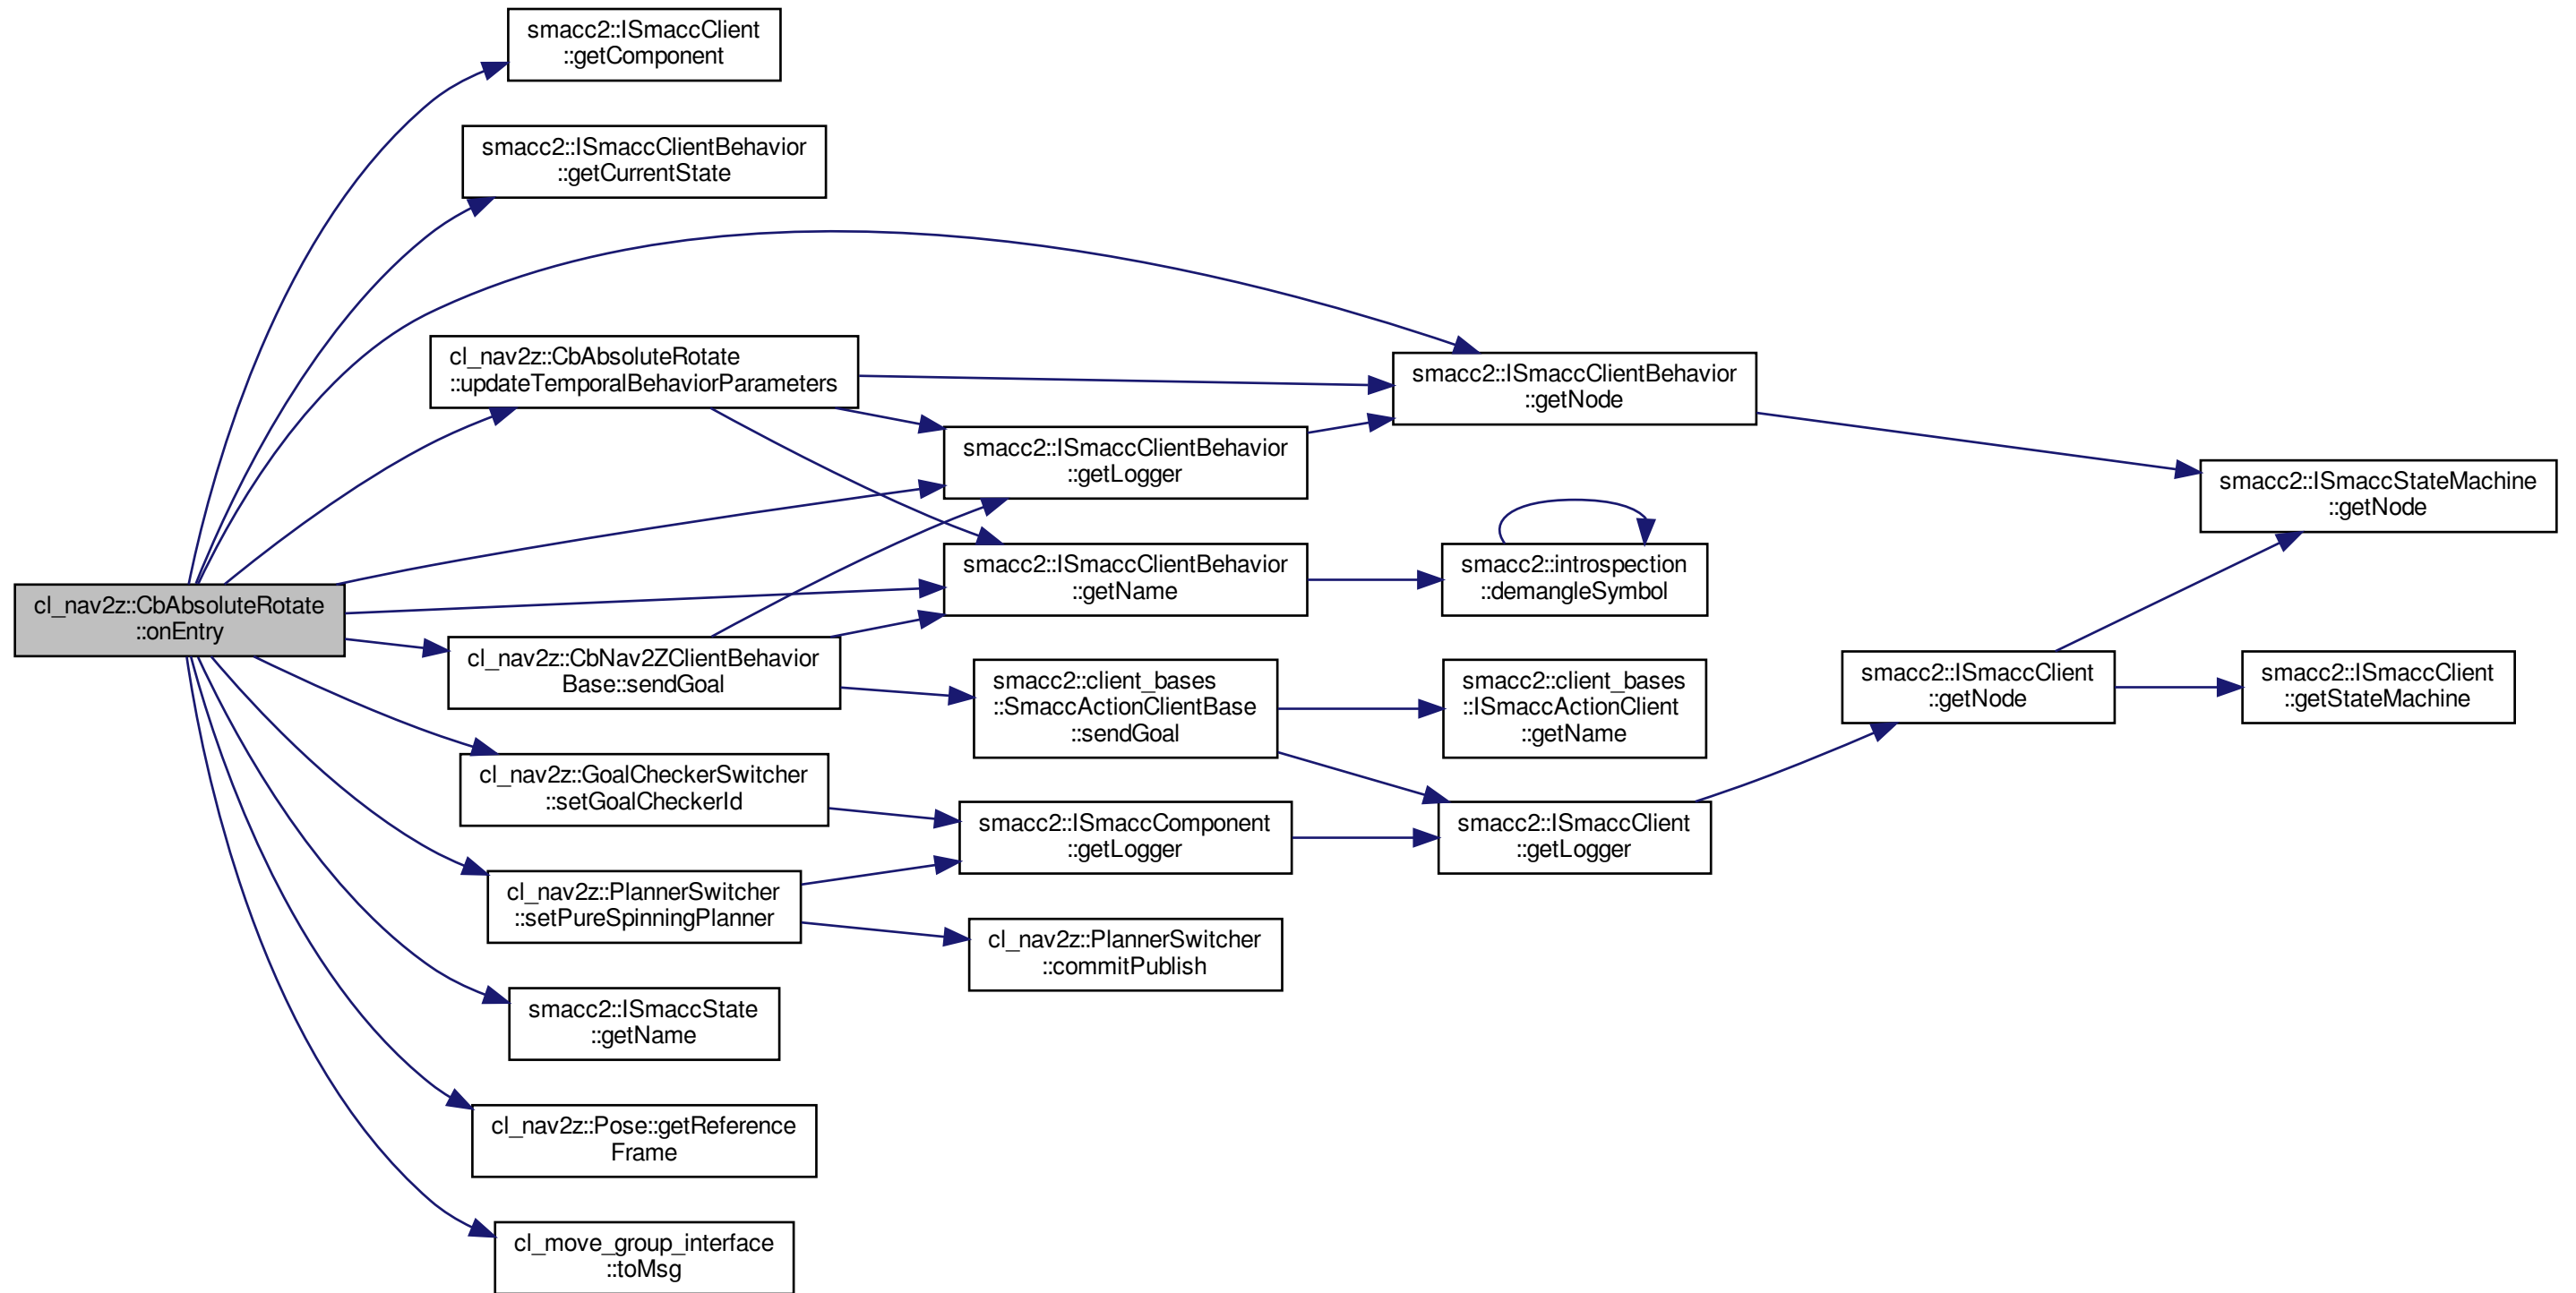 smacc2::ISmaccClient
::getComponent
smacc2::ISmaccClientBehavior
::getCurrentState
cl_nav2z::CbAbsoluteRotate
::updateTemporalBehaviorParameters
smacc2::ISmaccClientBehavior
::getNode
smacc2::ISmaccClientBehavior
::getLogger
smacc2::ISmaccStateMachine
::getNode
smacc2::ISmaccClientBehavior
::getName
smacc2::introspection
::demangleSymbol
cl_nav2z::CbAbsoluteRotate
::onEntry
cl_nav2z::CbNav2ZClientBehavior
Base::sendGoal
smacc2::client_bases
::SmaccActionClientBase
::sendGoal
smacc2::client_bases
::ISmaccActionClient
::getName
smacc2::ISmaccClient
::getNode
smacc2::ISmaccClient
::getStateMachine
cl_nav2z::GoalCheckerSwitcher
::setGoalCheckerId
smacc2::ISmaccComponent
::getLogger
smacc2::ISmaccClient
::getLogger
cl_nav2z::PlannerSwitcher
::setPureSpinningPlanner
cl_nav2z::PlannerSwitcher
::commitPublish
smacc2::ISmaccState
::getName
cl_nav2z::Pose::getReference
Frame
cl_move_group_interface
::toMsg